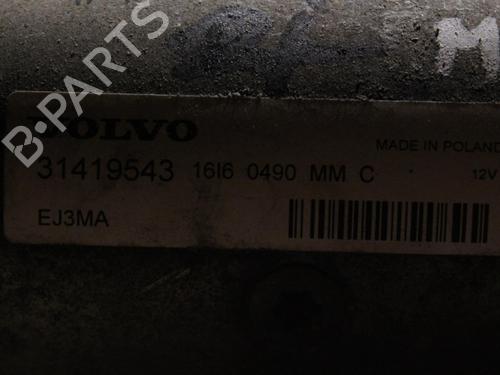 M
B-PARTS
VOLVO
MADE IN POLAND
31419543 16I6 0490 MM C 12V
EJ3MA